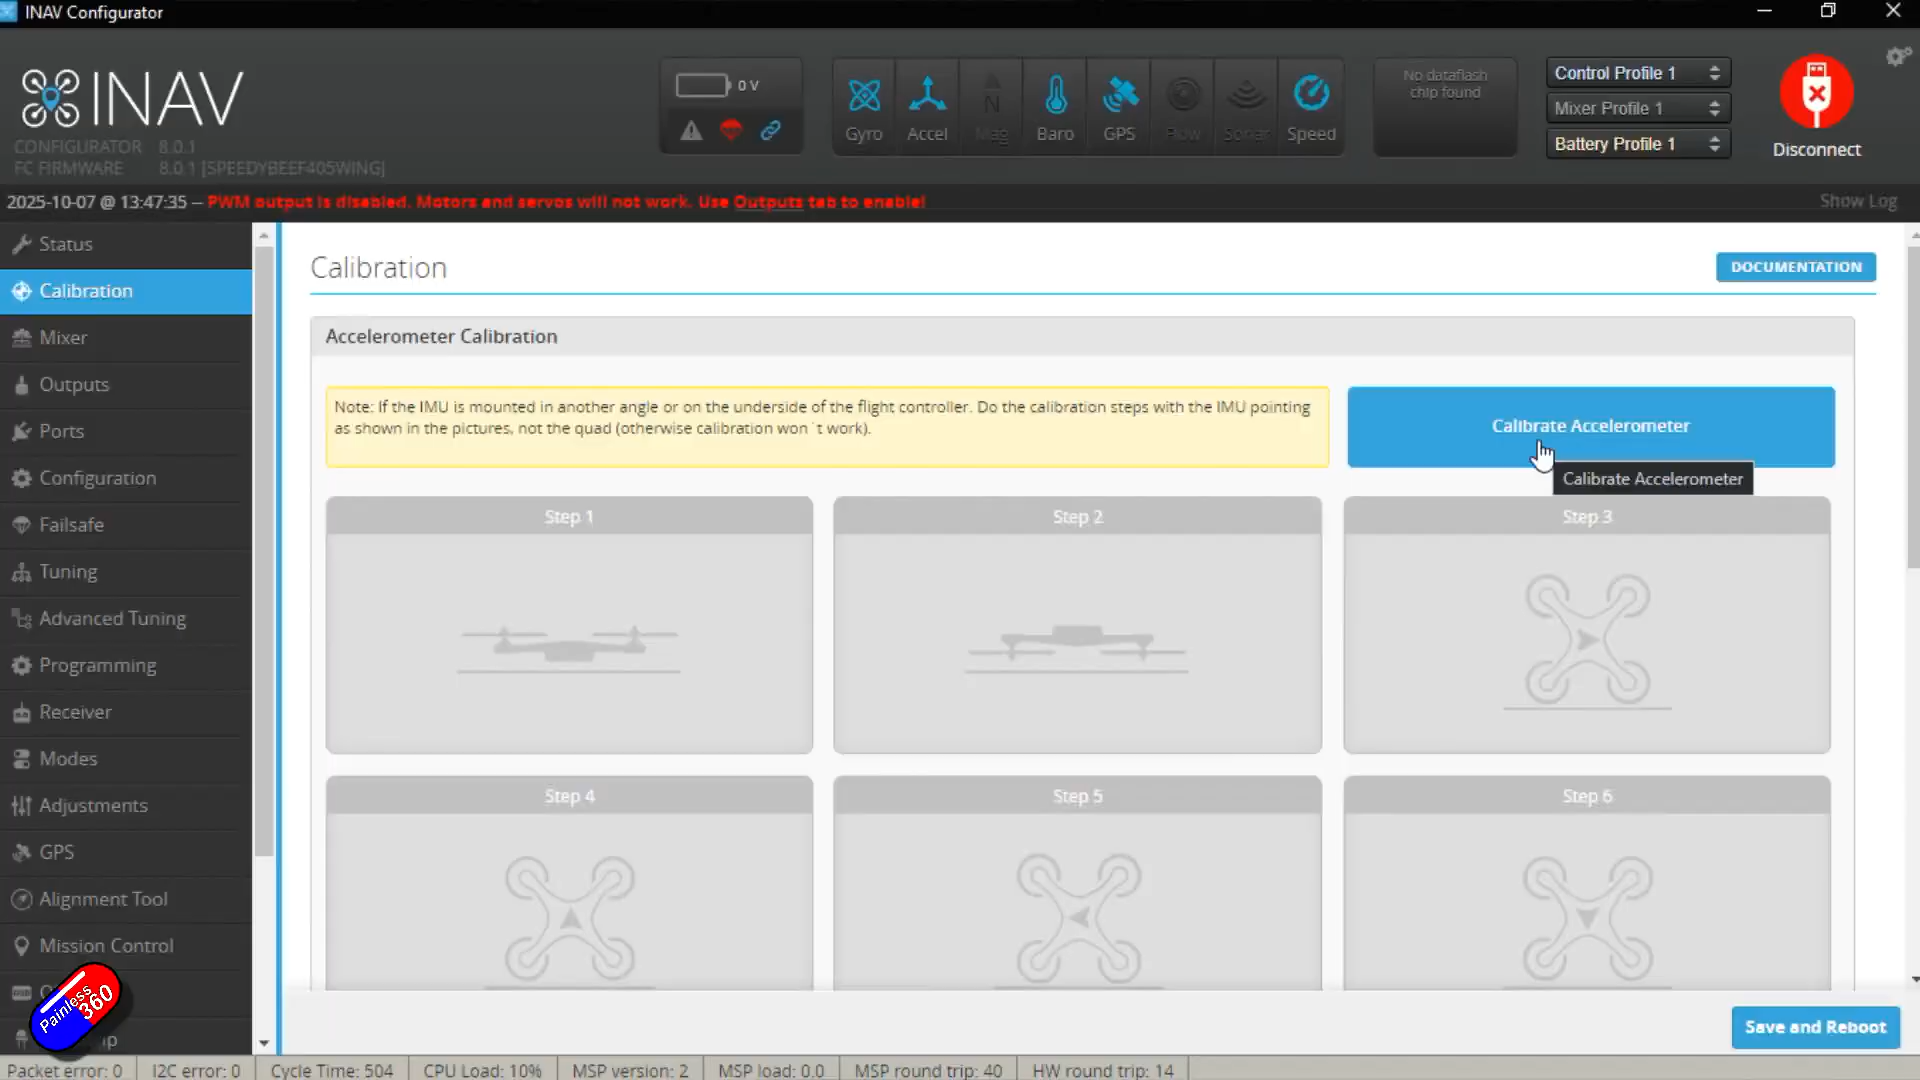 INAV Configurator
INAV
CONFIGURATOR 8.0.1
FC FIRMWARE 8.0.1 [SPEEDYBEEF405WING]
0 V
Gyro
Accel
Mag
Baro
GPS
Flow
Sonar
Speed
No dataflash
chip found
Control Profile 1
Mixer Profile 1
Battery Profile 1
Disconnect
2025-10-07 @ 13:47:35 -- PWM output is disabled. Motors and servos will not work. Use Outputs tab to enable!
Show Log
Status
Calibration
Mixer
Outputs
Ports
Configuration
Failsafe
Tuning
Advanced Tuning
Programming
Receiver
Modes
Adjustments
GPS
Alignment Tool
Mission Control
Painless
360
Calibration
DOCUMENTATION
Accelerometer Calibration
Note: If the IMU is mounted in another angle or on the underside of the flight controller. Do the calibration steps with the IMU pointing
as shown in the pictures, not the quad (otherwise calibration won`t work).
Calibrate Accelerometer
Calibrate Accelerometer
Step 1
Step 2
Step 3
Step 4
Step 5
Step 6
Save and Reboot
Packet error: 0
I2C error: 0
Cycle Time: 504
CPU Load: 10%
MSP version: 2
MSP load: 0.0
MSP round trip: 40
HW round trip: 14